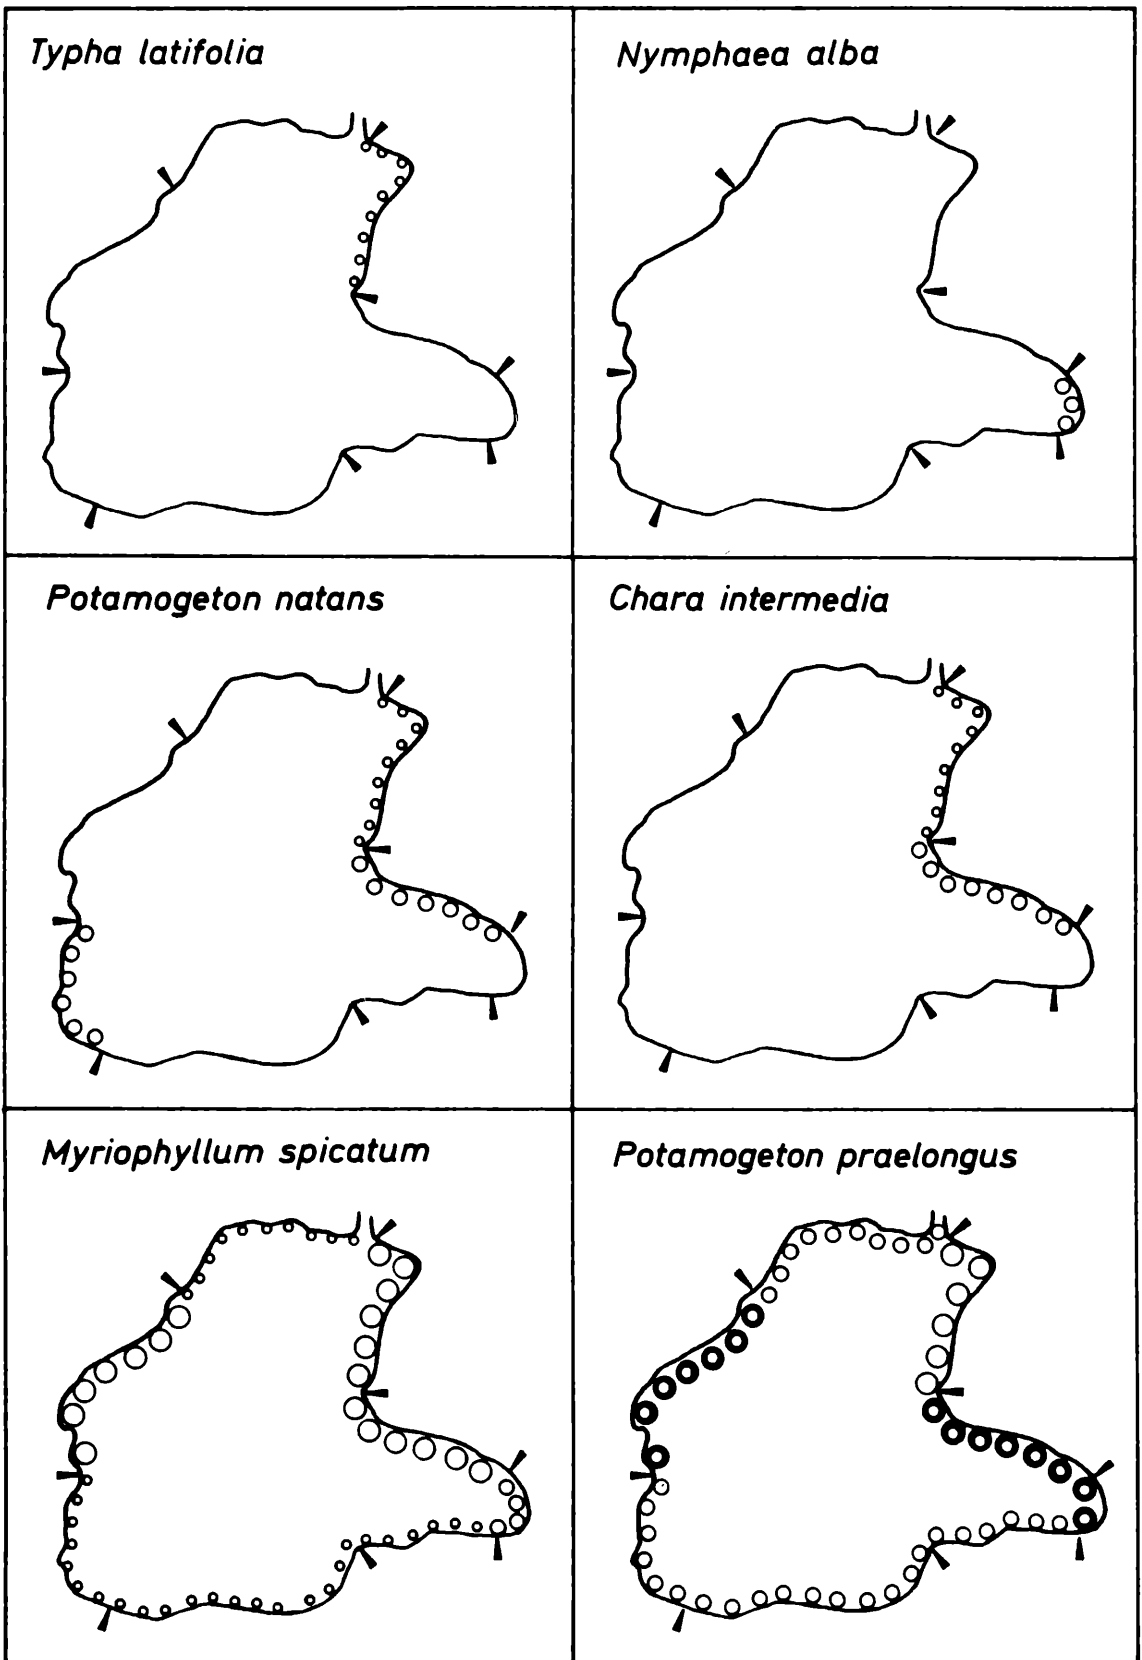 Typha latifolia
Nymphaea alba
Potamogeton natans
Chara intermedia
Myriophyllum spicatum
Potamogeton praelongus